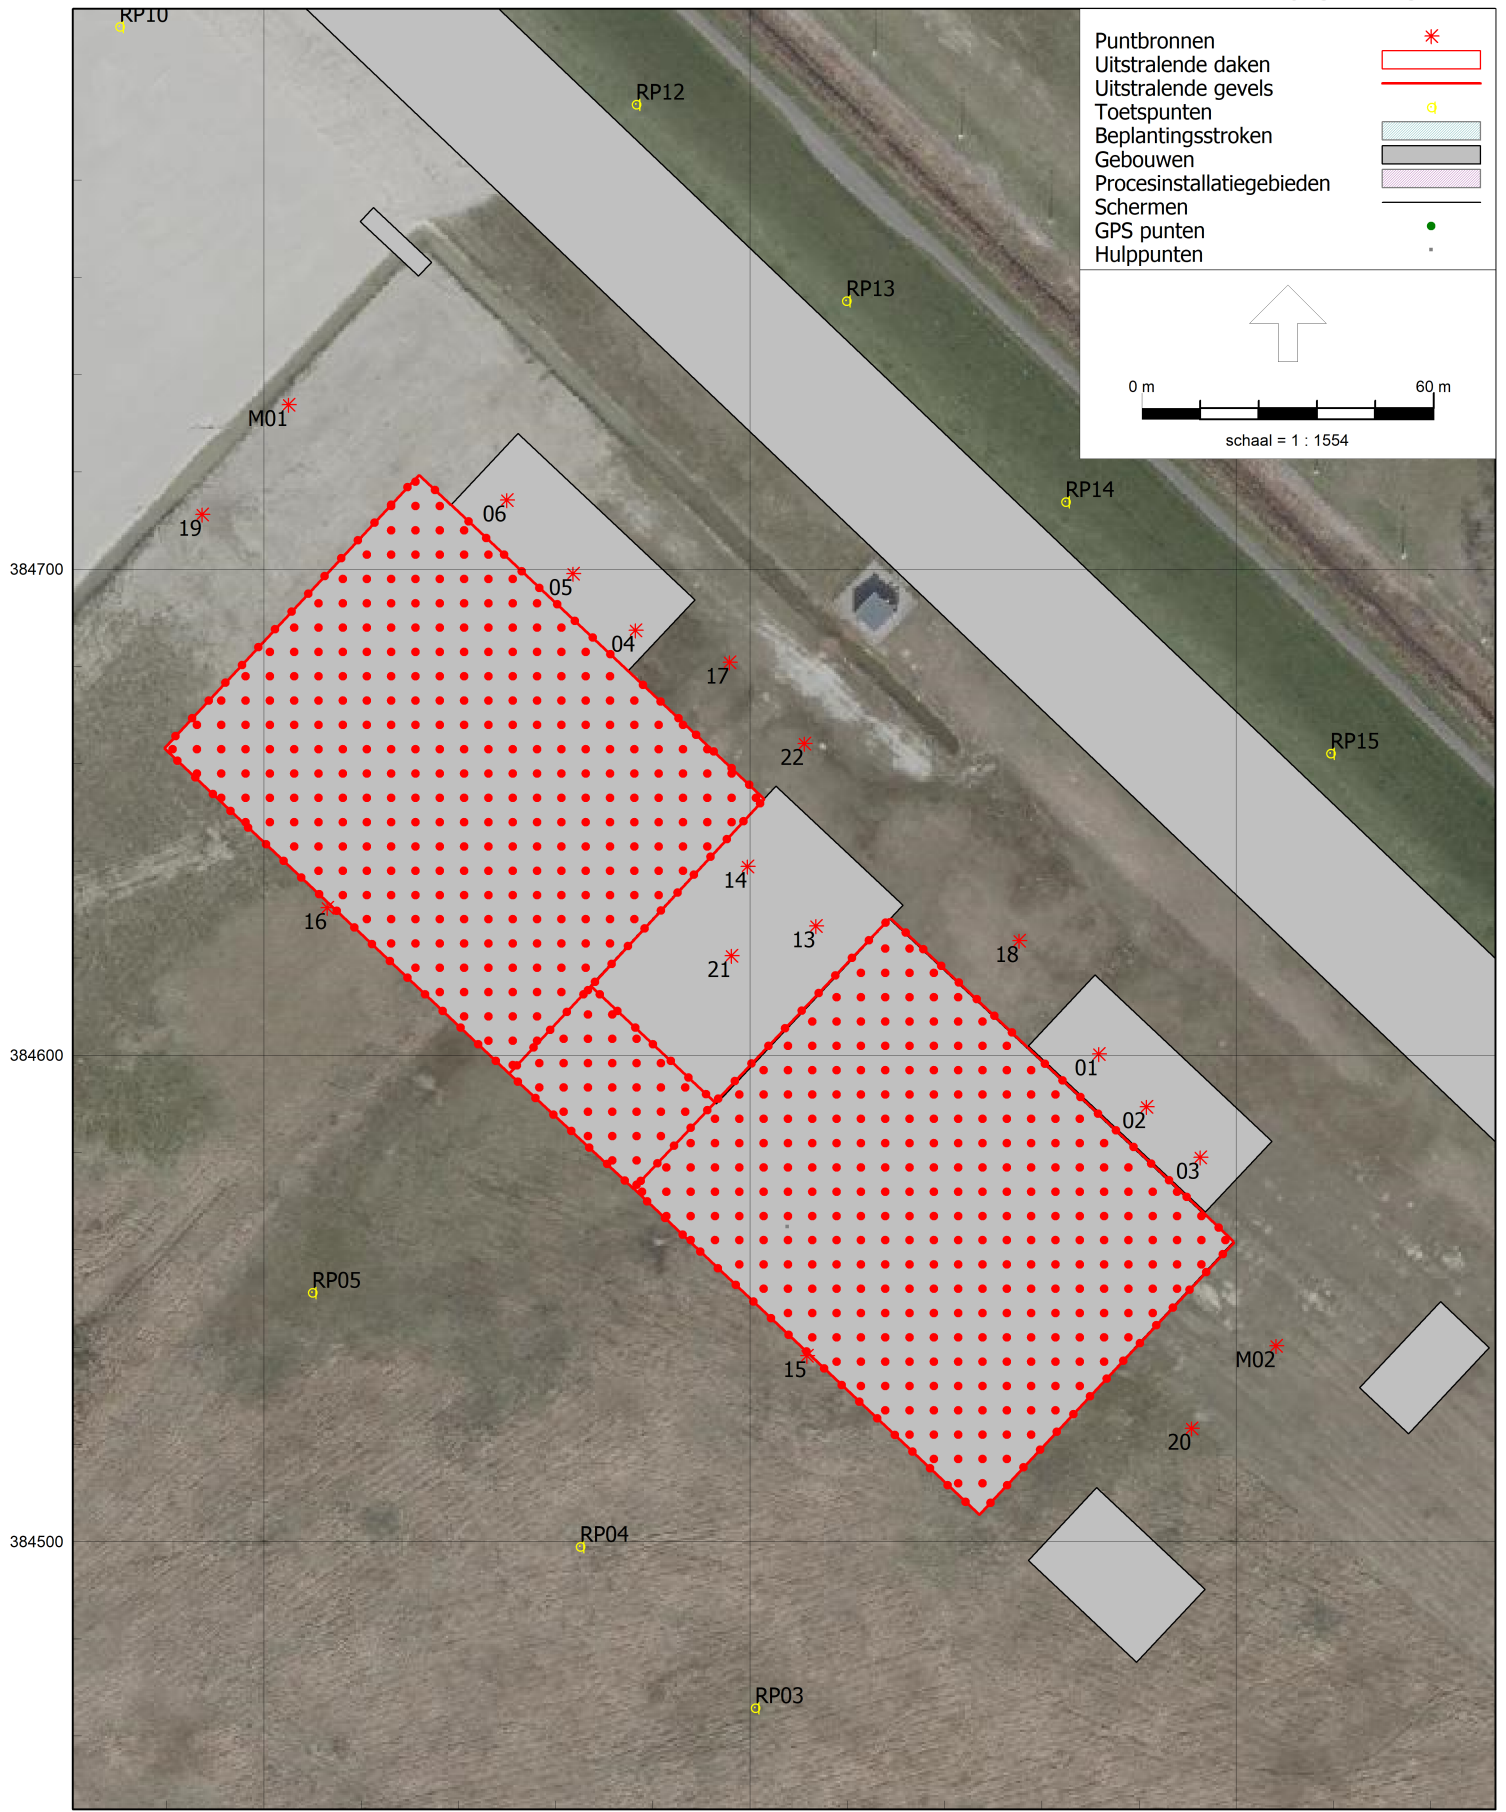 RP10
RP12
Puntbronnen
Uitstralende daken
Uitstralende gevels
Toetspunten
Beplantingsstroken
Gebouwen
Procesinstallatiegebieden
Schermen
GPS punten
Hulppunten
RP13
0 m 60 m
schaal = 1 : 1554
M01
RP14
06
19
384700
05
04
17
RP15
22
14
16
13
18
21
384600
01
02
03
RP05
M02
15
20
RP04
384500
RP03